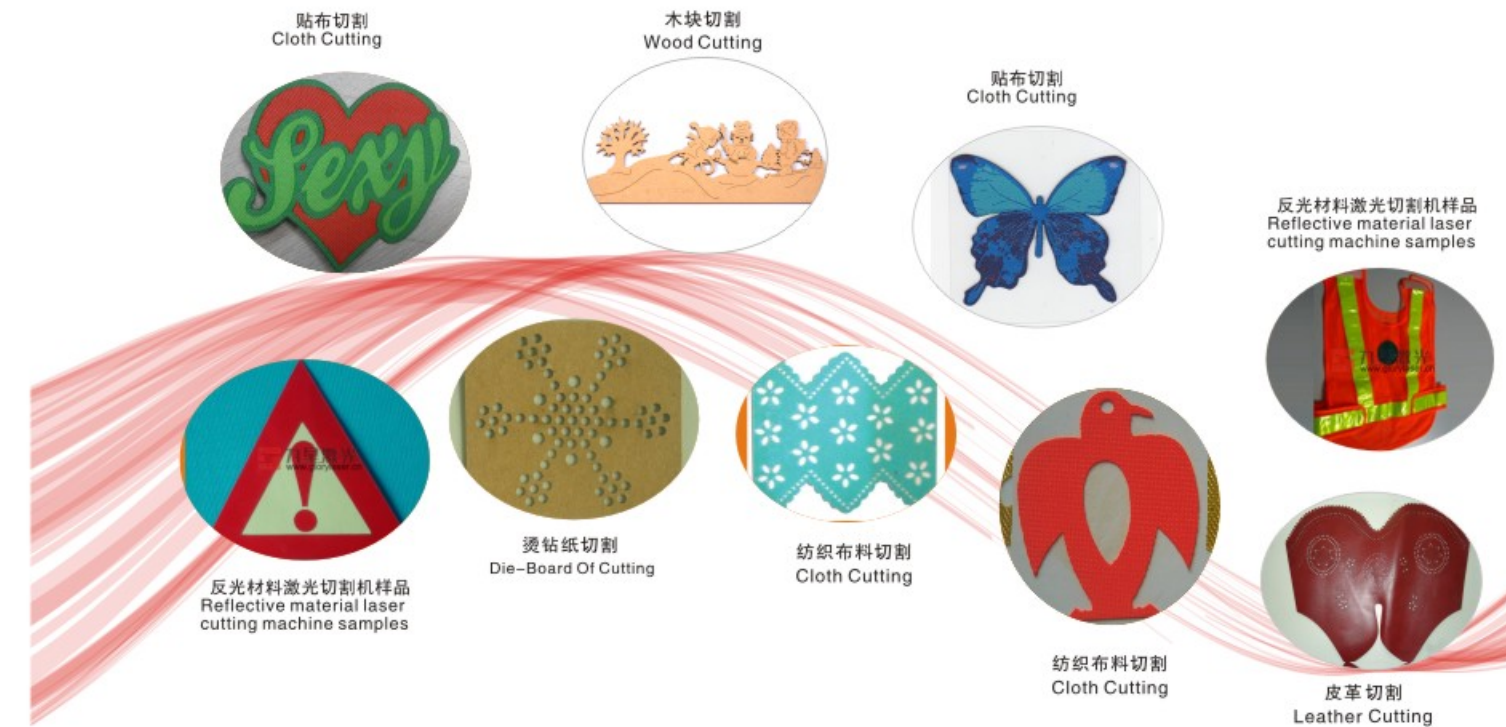 贴布切割
Cloth Cutting
木块切割
Wood Cutting
贴布切割
Cloth Cutting
反光材料激光切割机样品
Reflective material laser
cutting machine samples
Sexy
反光材料激光切割机样品
Reflective material laser
cutting machine samples
烫钻纸切割
Die-Board Of Cutting
纺织布料切割
Cloth Cutting
纺织布料切割
Cloth Cutting
皮革切割
Leather Cutting